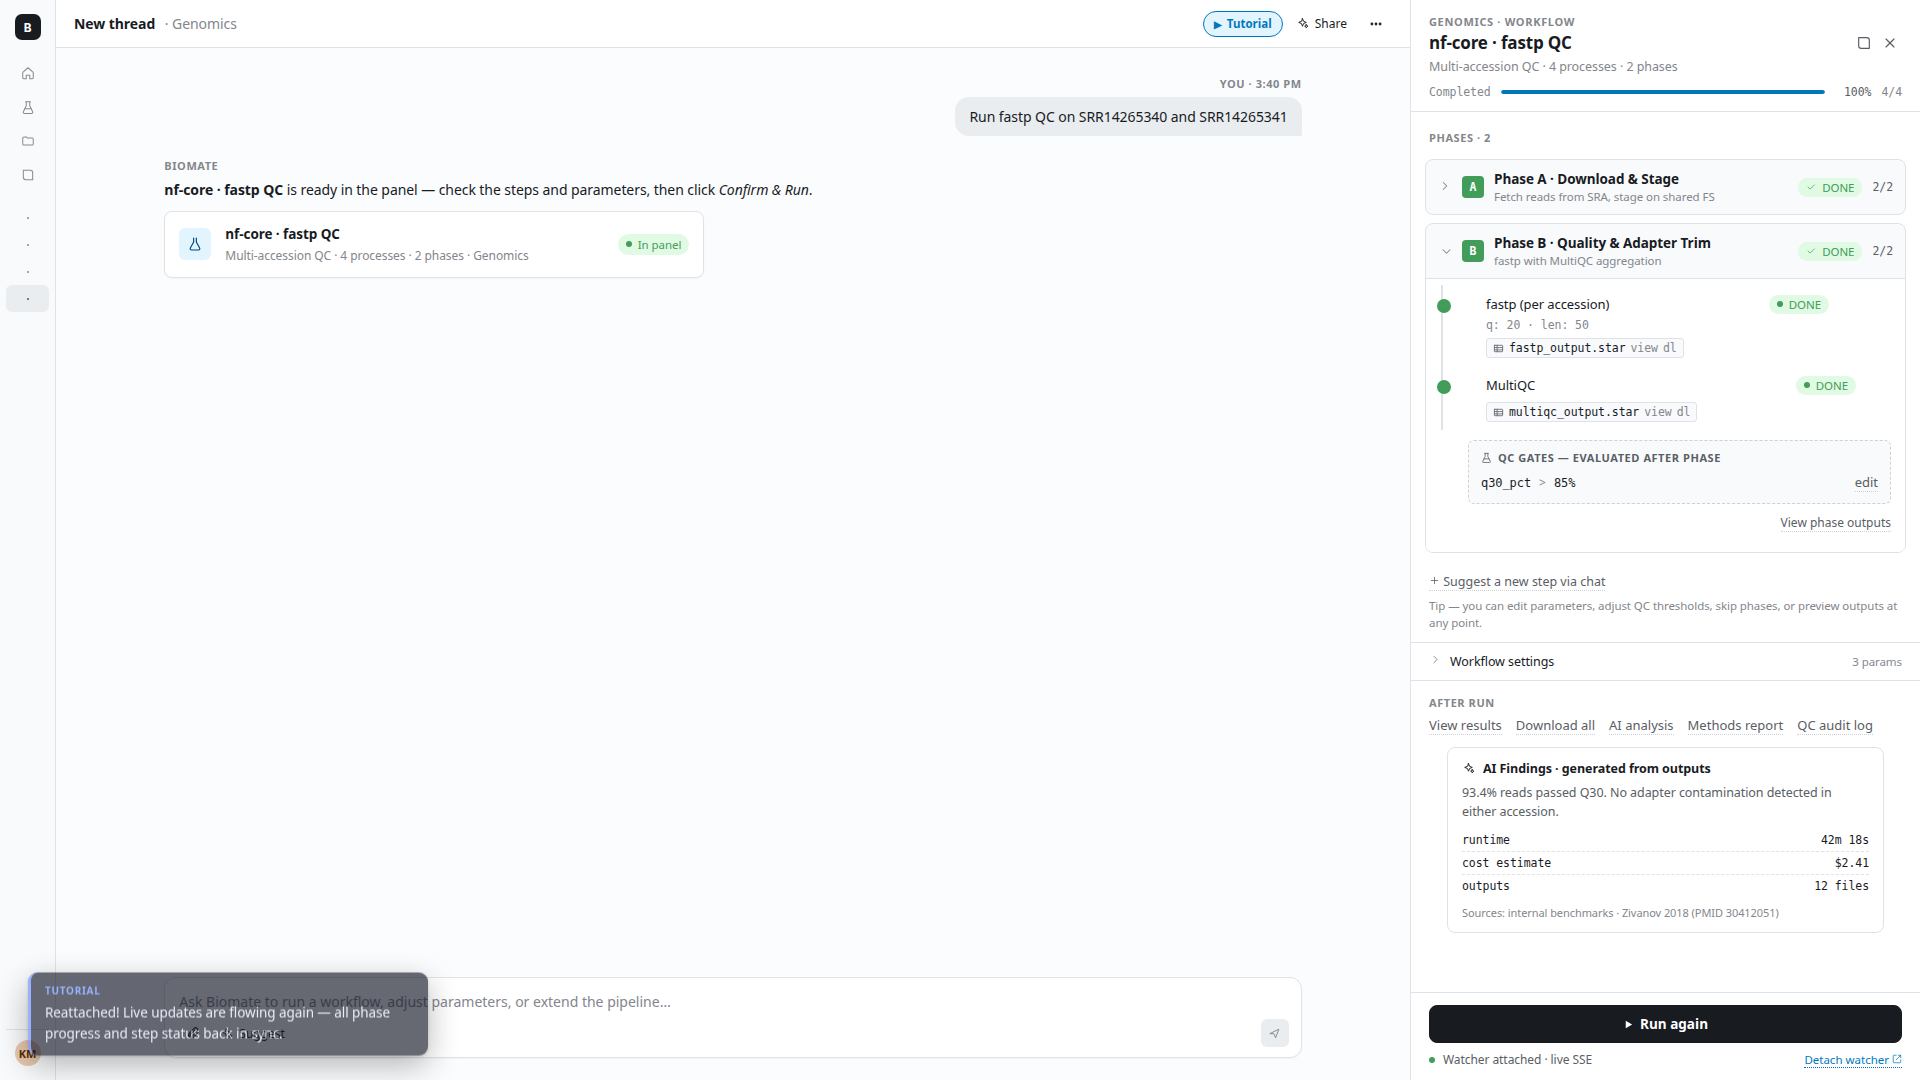 B
New thread · Genomics
▶ Tutorial
Share
YOU · 3:40 PM
Run fastp QC on SRR14265340 and SRR14265341
BIOMATE
nf-core · fastp QC is ready in the panel — check the steps and parameters, then click Confirm & Run.
nf-core · fastp QC
Multi-accession QC · 4 processes · 2 phases · Genomics
In panel
Ask Biomate to run a workflow, adjust parameters, or extend the pipeline...
TUTORIAL
Reattached! Live updates are flowing again — all phase
progress and step status back in sync.
KM
GENOMICS · WORKFLOW
nf-core · fastp QC
Multi-accession QC · 4 processes · 2 phases
Completed 100% 4/4
PHASES · 2
A Phase A · Download & Stage
Fetch reads from SRA, stage on shared FS
DONE 2/2
B Phase B · Quality & Adapter Trim
fastp with MultiQC aggregation
DONE 2/2
fastp (per accession) DONE
q: 20 · len: 50
fastp_output.star view dl
MultiQC DONE
multiqc_output.star view dl
QC GATES — EVALUATED AFTER PHASE
q30_pct > 85% edit
View phase outputs
+ Suggest a new step via chat
Tip — you can edit parameters, adjust QC thresholds, skip phases, or preview outputs at
any point.
Workflow settings 3 params
AFTER RUN
View results Download all AI analysis Methods report QC audit log
AI Findings · generated from outputs
93.4% reads passed Q30. No adapter contamination detected in
either accession.
runtime 42m 18s
cost estimate $2.41
outputs 12 files
Sources: internal benchmarks · Zivanov 2018 (PMID 30412051)
▶ Run again
Watcher attached · live SSE Detach watcher